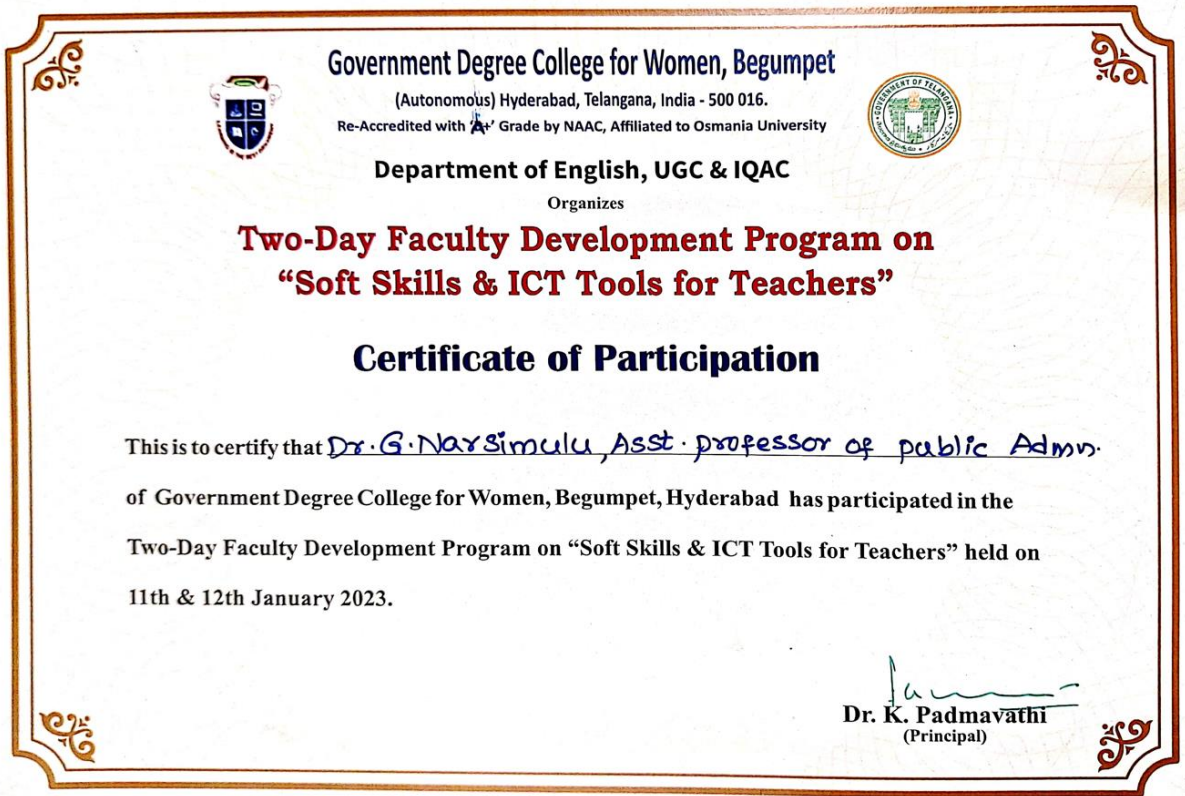 Government Degree College for Women, Begumpet
(Autonomous) Hyderabad, Telangana, India - 500 016.
Re-Accredited with 'A+' Grade by NAAC, Affiliated to Osmania University
GOVERNMENT OF TELANGANA
Department of English, UGC & IQAC
Organizes
Two-Day Faculty Development Program on
“Soft Skills & ICT Tools for Teachers”
Certificate of Participation
This is to certify that Dr. G. Narsimulu, Asst. professor of public Admn.
of Government Degree College for Women, Begumpet, Hyderabad has participated in the
Two-Day Faculty Development Program on “Soft Skills & ICT Tools for Teachers” held on
11th & 12th January 2023.
Dr. K. Padmavathi
(Principal)